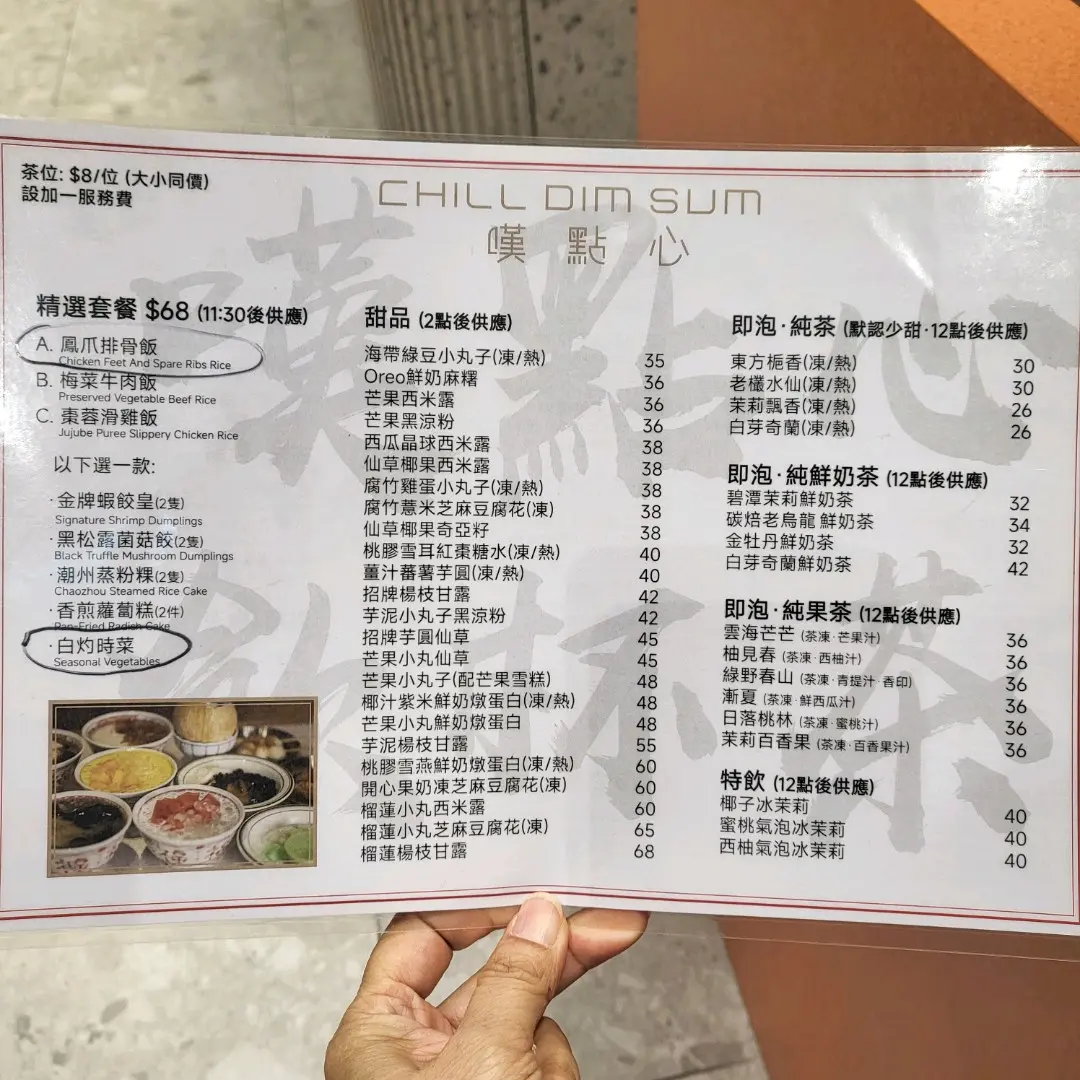 茶位: $8/位 (大小同價)
設加一服務費
CHILL DIM SUM
嘆點心
精選套餐 $68 (11:30後供應)
A. 鳳爪排骨飯
Chicken Feet And Spare Ribs Rice
B. 梅菜牛肉飯
Preserved Vegetable Beef Rice
C. 棗蓉滑雞飯
Jujube Puree Slippery Chicken Rice
以下選一款:
·金牌蝦餃皇(2隻)
Signature Shrimp Dumplings
·黑松露菌菇餃(2隻)
Black Truffle Mushroom Dumplings
·潮州蒸粉粿(2隻)
Chaozhou Steamed Rice Cake
·香煎蘿蔔糕(2件)
Pan-Fried Radish Cake
·白灼時菜
Seasonal Vegetables
甜品 (2點後供應)
海帶綠豆小丸子(凍/熱) 35
Oreo鮮奶麻糬 36
芒果西米露 36
芒果黑涼粉 36
西瓜晶球西米露 38
仙草椰果西米露 38
腐竹雞蛋小丸子(凍/熱) 38
腐竹薏米芝麻豆腐花(凍) 38
仙草椰果奇亞籽 38
桃膠雪耳紅棗糖水(凍/熱) 40
薑汁蕃薯芋圓(凍/熱) 40
招牌楊枝甘露 42
芋泥小丸子黑涼粉 42
招牌芋圓仙草 45
芒果小丸仙草 45
芒果小丸子(配芒果雪糕) 48
椰汁紫米鮮奶燉蛋白(凍/熱) 48
芒果小丸鮮奶燉蛋白 48
芋泥楊枝甘露 55
桃膠雪燕鮮奶燉蛋白(凍/熱) 60
開心果奶凍芝麻豆腐花(凍) 60
榴蓮小丸西米露 60
榴蓮小丸芝麻豆腐花(凍) 65
榴蓮楊枝甘露 68
即泡·純茶 (默認少甜·12點後供應)
東方梔香(凍/熱) 30
老欉水仙(凍/熱) 30
茉莉飄香(凍/熱) 26
白芽奇蘭(凍/熱) 26
即泡·純鮮奶茶 (12點後供應)
碧潭茉莉鮮奶茶 32
碳焙老烏龍 鮮奶茶 34
金牡丹鮮奶茶 32
白芽奇蘭鮮奶茶 42
即泡·純果茶 (12點後供應)
雲海芒芒 (茶凍·芒果汁) 36
柚見春 (茶凍·西柚汁) 36
綠野春山 (茶凍·青提汁·香印) 36
漸夏 (茶凍·鮮西瓜汁) 36
日落桃林 (茶凍·蜜桃汁) 36
茉莉百香果 (茶凍·百香果汁) 36
特飲 (12點後供應)
椰子冰茉莉 40
蜜桃氣泡冰茉莉 40
西柚氣泡冰茉莉 40